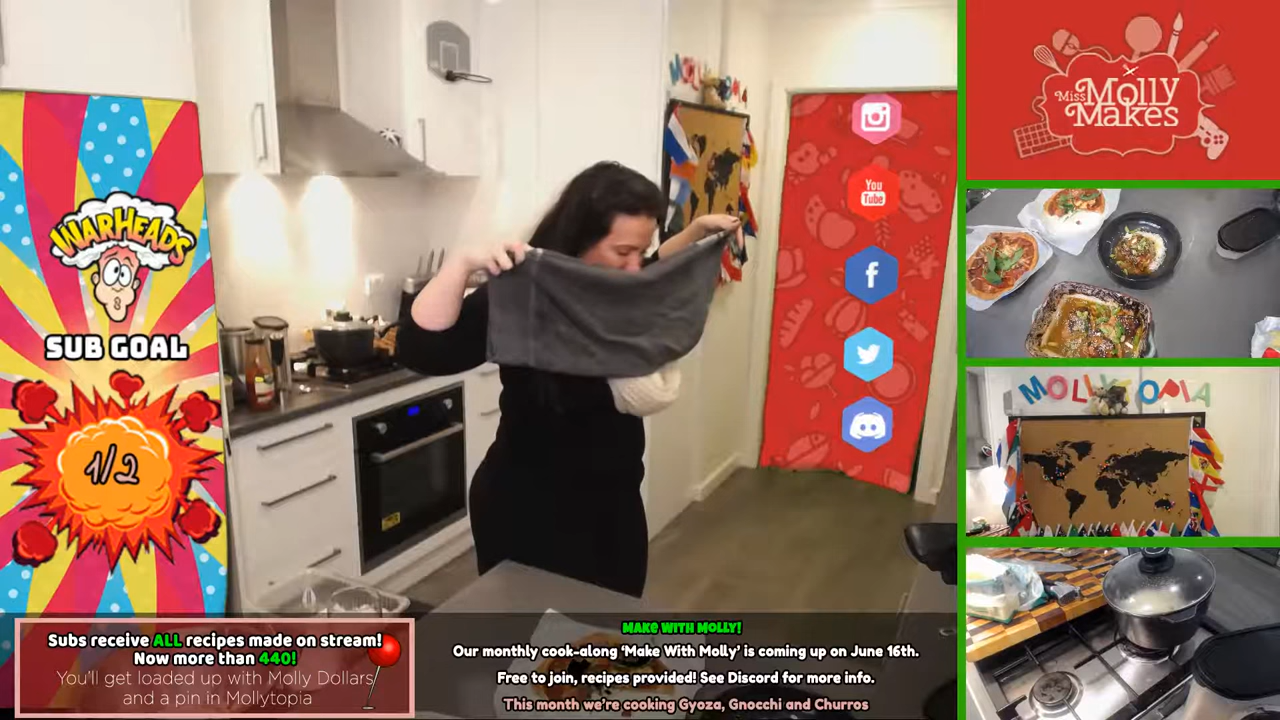 WARHEADS
SUB GOAL
1/2
MOLLY
You
Tube
Miss
Molly
Makes
MOLLYTOPIA
Subs receive ALL recipes made on stream!
Now more than 440!
You'll get loaded up with Molly Dollars
and a pin in Mollytopia
MAKE WITH MOLLY!
Our monthly cook-along ‘Make With Molly’ is coming up on June 16th.
Free to join, recipes provided! See Discord for more info.
This month we're cooking Gyoza, Gnocchi and Churros